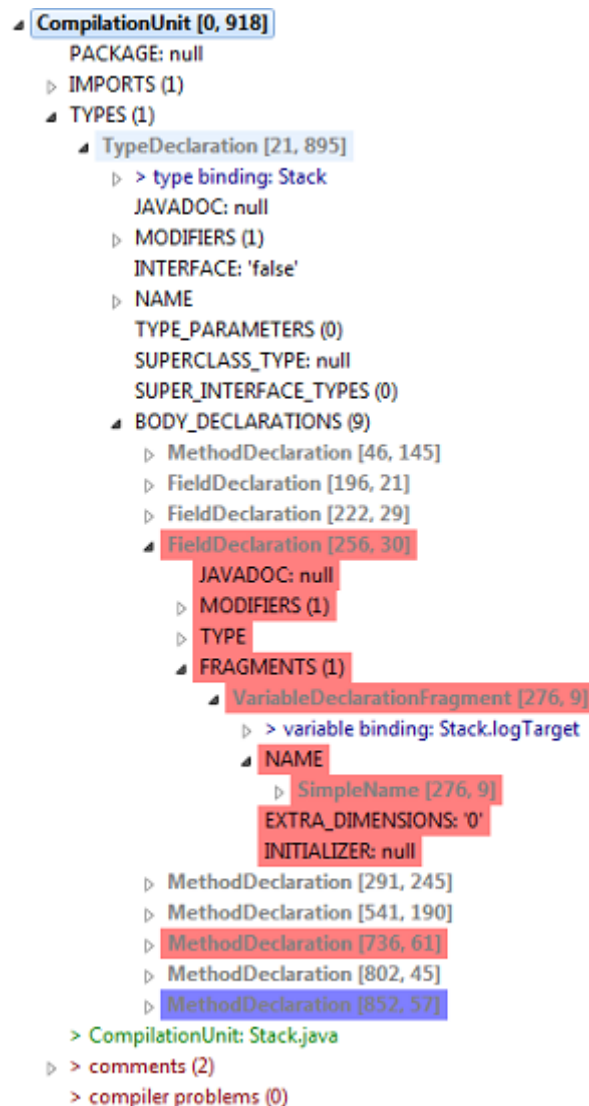 CompilationUnit [0, 918]
PACKAGE: null
IMPORTS (1)
TYPES (1)
TypeDeclaration [21, 895]
> type binding: Stack
JAVADOC: null
MODIFIERS (1)
INTERFACE: 'false'
NAME
TYPE_PARAMETERS (0)
SUPERCLASS_TYPE: null
SUPER_INTERFACE_TYPES (0)
BODY_DECLARATIONS (9)
MethodDeclaration [46, 145]
FieldDeclaration [196, 21]
FieldDeclaration [222, 29]
FieldDeclaration [256, 30]
JAVADOC: null
MODIFIERS (1)
TYPE
FRAGMENTS (1)
VariableDeclarationFragment [276, 9]
> variable binding: Stack.logTarget
NAME
SimpleName [276, 9]
EXTRA_DIMENSIONS: '0'
INITIALIZER: null
MethodDeclaration [291, 245]
MethodDeclaration [541, 190]
MethodDeclaration [736, 61]
MethodDeclaration [802, 45]
MethodDeclaration [852, 57]
> CompilationUnit: Stack.java
> comments (2)
> compiler problems (0)